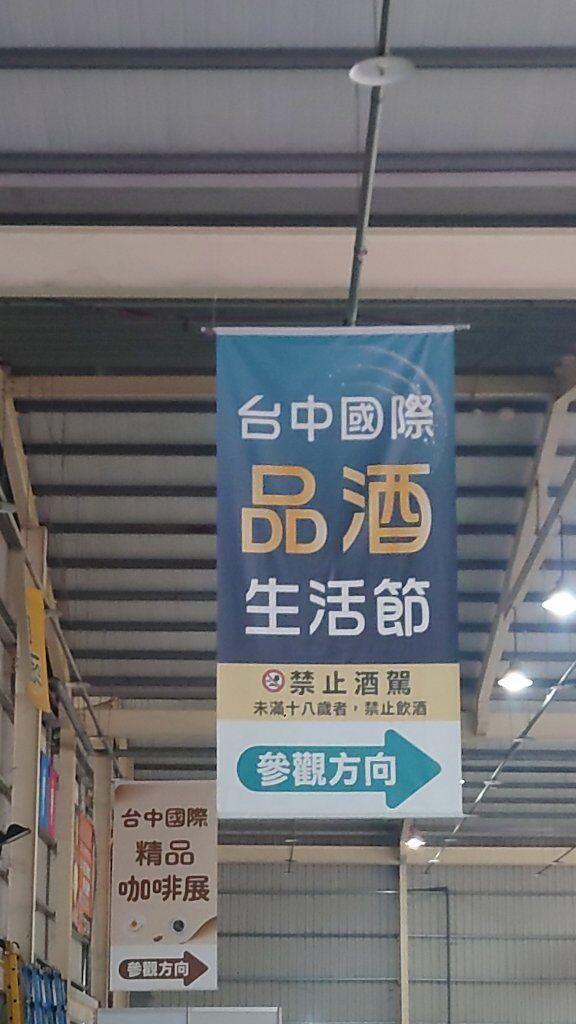 台中國際
品酒
生活節
禁止酒駕
未滿十八歲者，禁止飲酒
參觀方向
台中國際
精品
咖啡展
參觀方向